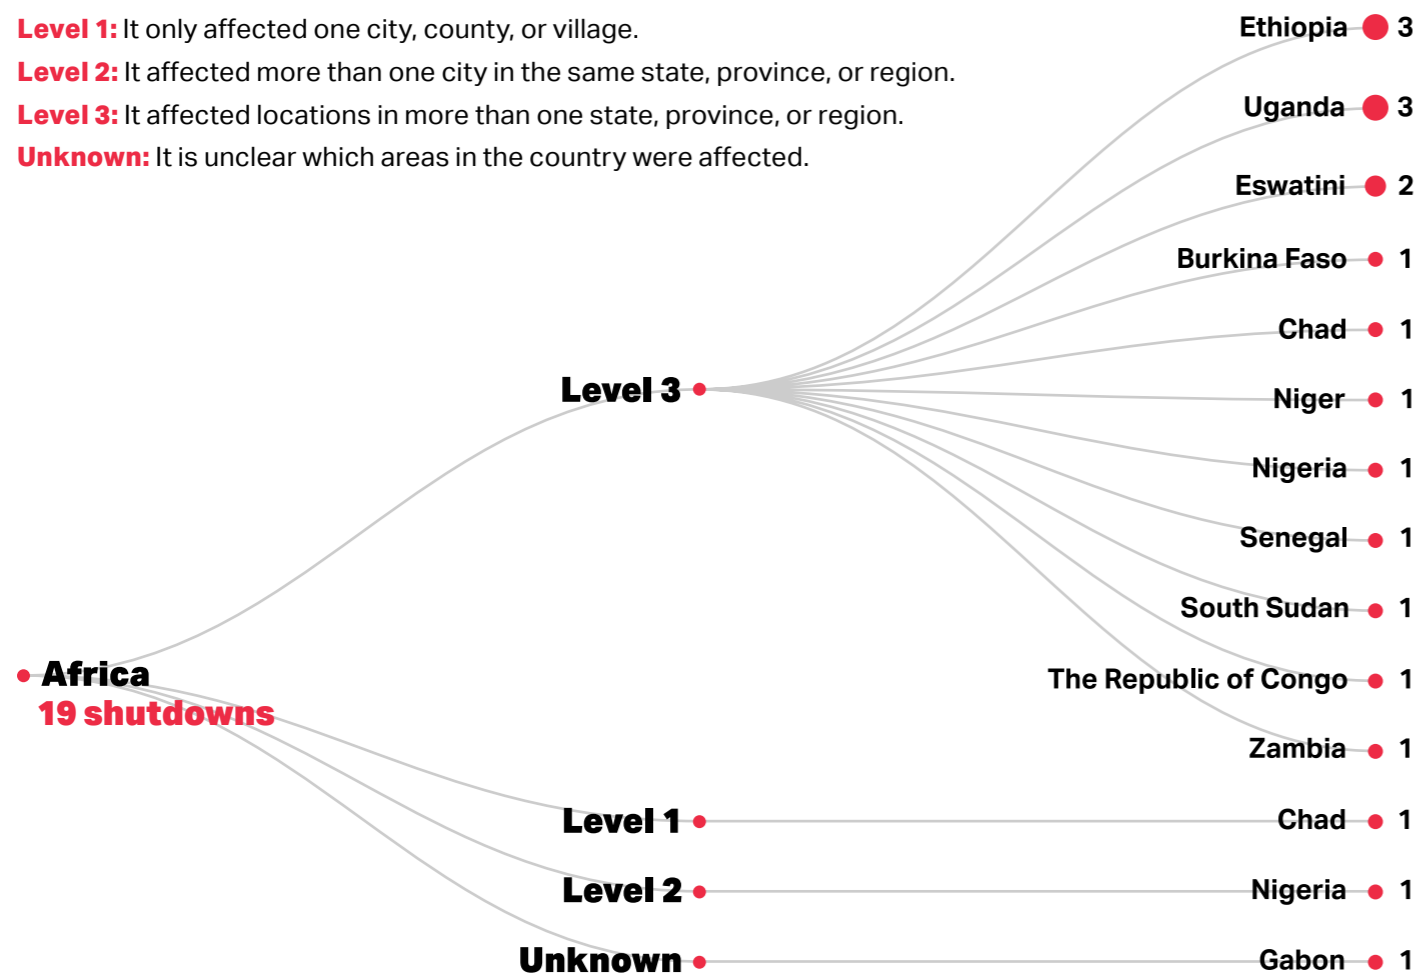 Level 1: It only affected one city, county, or village.
Level 2: It affected more than one city in the same state, province, or region.
Level 3: It affected locations in more than one state, province, or region.
Unknown: It is unclear which areas in the country were affected.
Africa
19 shutdowns
Level 3
Ethiopia 3
Uganda 3
Eswatini 2
Burkina Faso 1
Chad 1
Niger 1
Nigeria 1
Senegal 1
South Sudan 1
The Republic of Congo 1
Zambia 1
Level 1 Chad 1
Level 2 Nigeria 1
Unknown Gabon 1